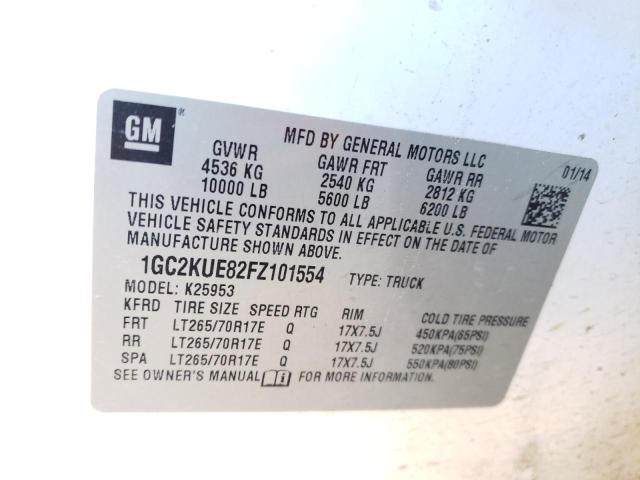 GM
MFD BY GENERAL MOTORS LLC
GVWR GAWR FRT GAWR RR 01/14
4536 KG 2540 KG 2812 KG
10000 LB 5600 LB 6200 LB
THIS VEHICLE CONFORMS TO ALL APPLICABLE U.S. FEDERAL MOTOR
VEHICLE SAFETY STANDARDS IN EFFECT ON THE DATE OF
MANUFACTURE SHOWN ABOVE.
1GC2KUE82FZ101554 TYPE: TRUCK
MODEL: K25953
KFRD TIRE SIZE SPEED RTG RIM COLD TIRE PRESSURE
FRT LT265/70R17E Q 17X7.5J 450KPA(65PSI)
RR LT265/70R17E Q 17X7.5J 520KPA(75PSI)
SPA LT265/70R17E Q 17X7.5J 550KPA(80PSI)
SEE OWNER'S MANUAL FOR MORE INFORMATION.